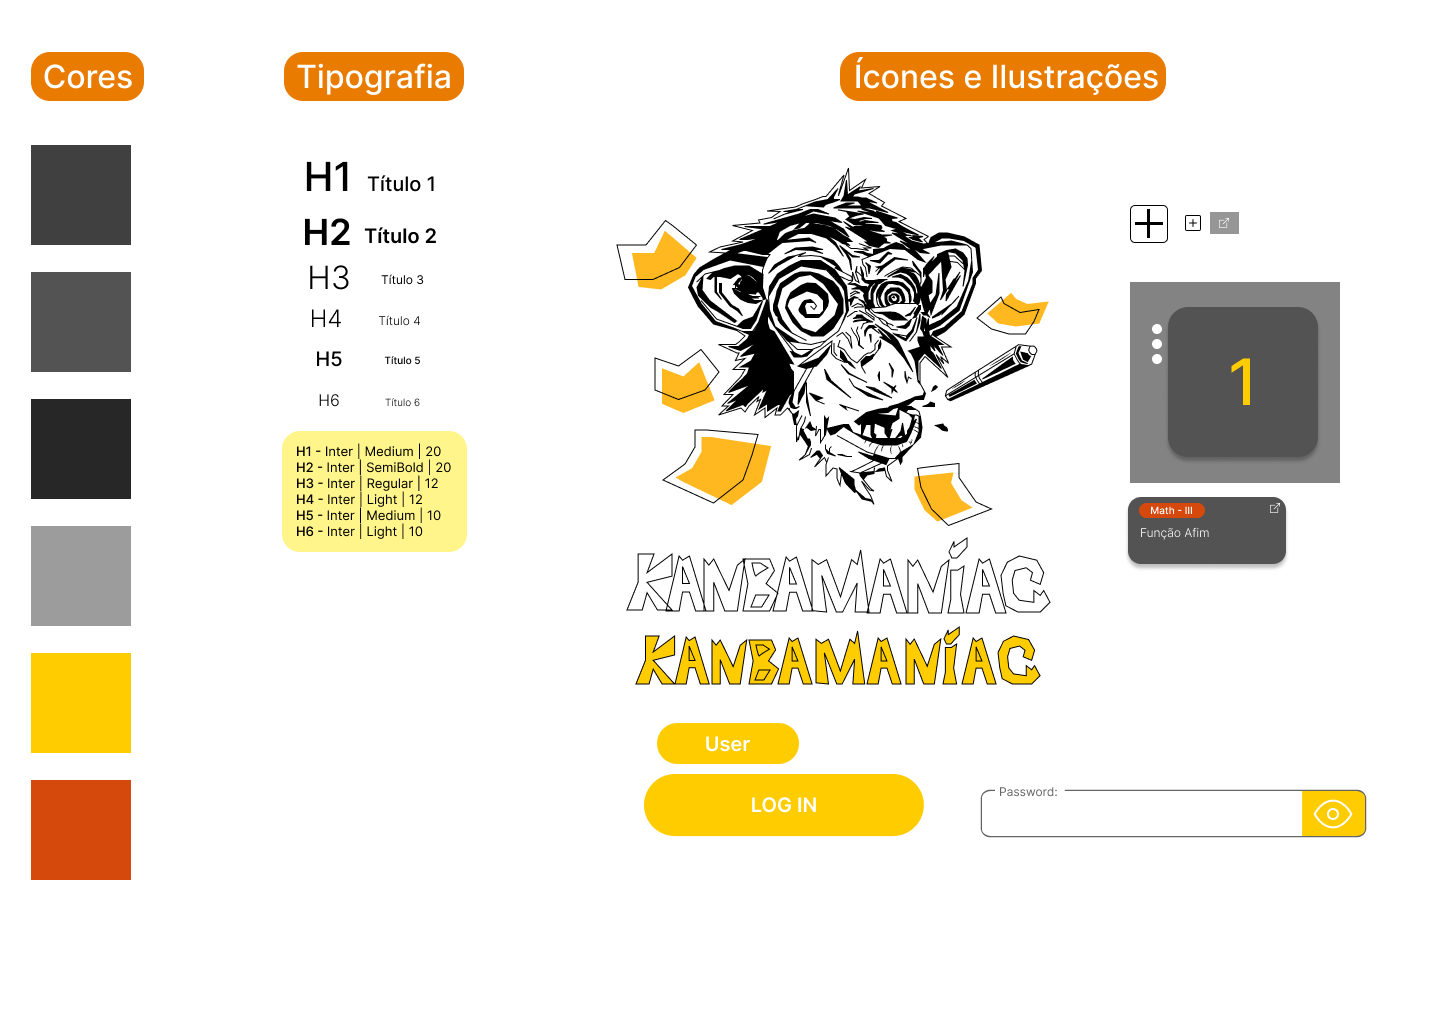 Cores
Tipografia
Ícones e Ilustrações
H1 Título 1
H2 Título 2
H3 Título 3
H4 Título 4
H5 Título 5
H6 Título 6
H1 - Inter | Medium | 20
H2 - Inter | SemiBold | 20
H3 - Inter | Regular | 12
H4 - Inter | Light | 12
H5 - Inter | Medium | 10
H6 - Inter | Light | 10
1
Math - III
Função Afim
KANBAMANÍAC
KANBAMANÍAC
User
LOG IN
Password: